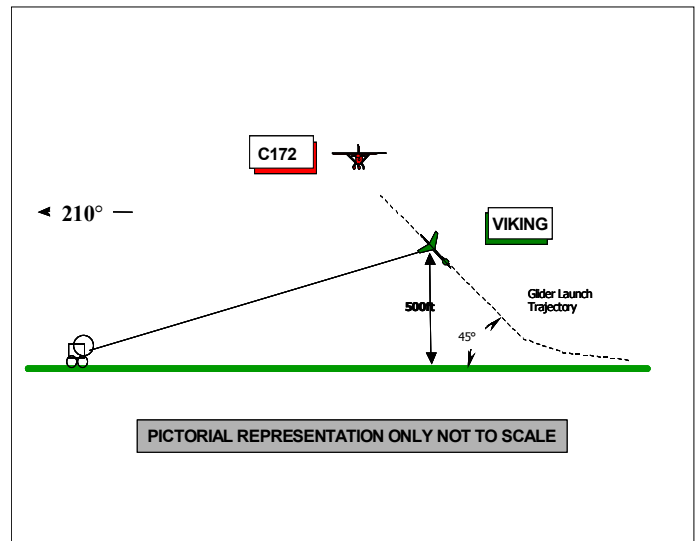 C172
210°
VIKING
500ft
Glider Launch
Trajectory
45°
PICTORIAL REPRESENTATION ONLY NOT TO SCALE